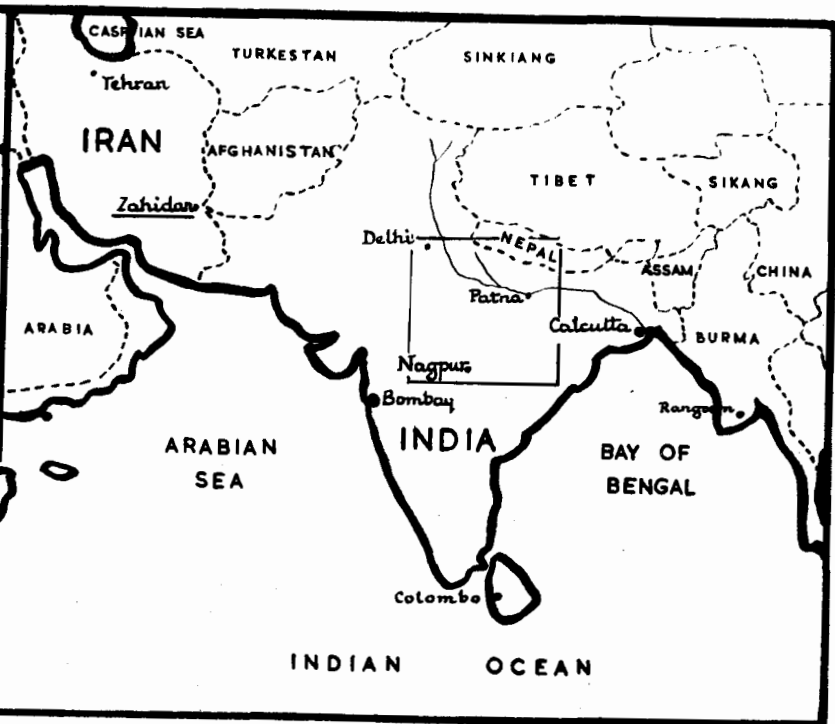 CASPIAN SEA
TURKESTAN
SINKIANG
Tehran
IRAN
AFGHANISTAN
TIBET
SIKANG
Zahidan
Delhi
NEPAL
ASSAM
CHINA
Patna
ARABIA
Calcutta
BURMA
Nagpur
Bombay
Rangoon
ARABIAN
SEA
INDIA
BAY OF
BENGAL
Colombo
INDIAN OCEAN